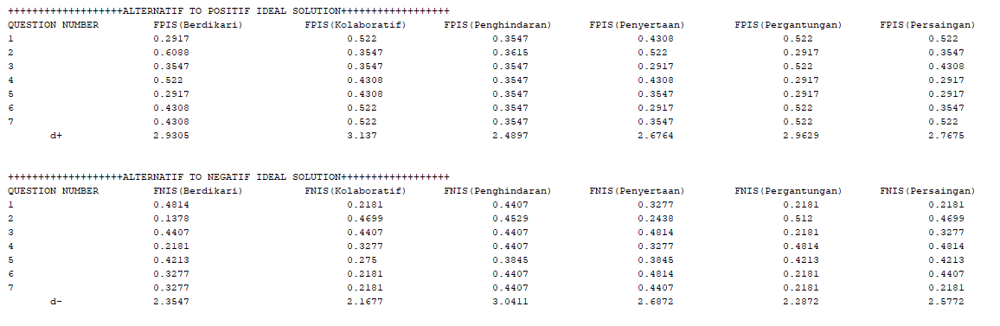 +++++++++++++++++++ALTERNATIF TO POSITIF IDEAL SOLUTION++++++++++++++++++
QUESTION NUMBER FPIS(Berdikari) FPIS(Kolaboratif) FPIS(Penghindaran) FPIS(Penyertaan) FPIS(Pergantungan) FPIS(Persaingan)
1 0.2917 0.522 0.3547 0.4308 0.522 0.522
2 0.6088 0.3547 0.3615 0.522 0.2917 0.3547
3 0.3547 0.3547 0.3547 0.2917 0.522 0.4308
4 0.522 0.4308 0.3547 0.4308 0.2917 0.2917
5 0.2917 0.4308 0.3547 0.3547 0.2917 0.2917
6 0.4308 0.522 0.3547 0.2917 0.522 0.3547
7 0.4308 0.522 0.3547 0.3547 0.522 0.522
d+ 2.9305 3.137 2.4897 2.6764 2.9629 2.7675
+++++++++++++++++++ALTERNATIF TO NEGATIF IDEAL SOLUTION++++++++++++++++++
QUESTION NUMBER FNIS(Berdikari) FNIS(Kolaboratif) FNIS(Penghindaran) FNIS(Penyertaan) FNIS(Pergantungan) FNIS(Persaingan)
1 0.4814 0.2181 0.4407 0.3277 0.2181 0.2181
2 0.1378 0.4699 0.4529 0.2438 0.512 0.4699
3 0.4407 0.4407 0.4407 0.4814 0.2181 0.3277
4 0.2181 0.3277 0.4407 0.3277 0.4814 0.4814
5 0.4213 0.275 0.3845 0.3845 0.4213 0.4213
6 0.3277 0.2181 0.4407 0.4814 0.2181 0.4407
7 0.3277 0.2181 0.4407 0.4407 0.2181 0.2181
d- 2.3547 2.1677 3.0411 2.6872 2.2872 2.5772